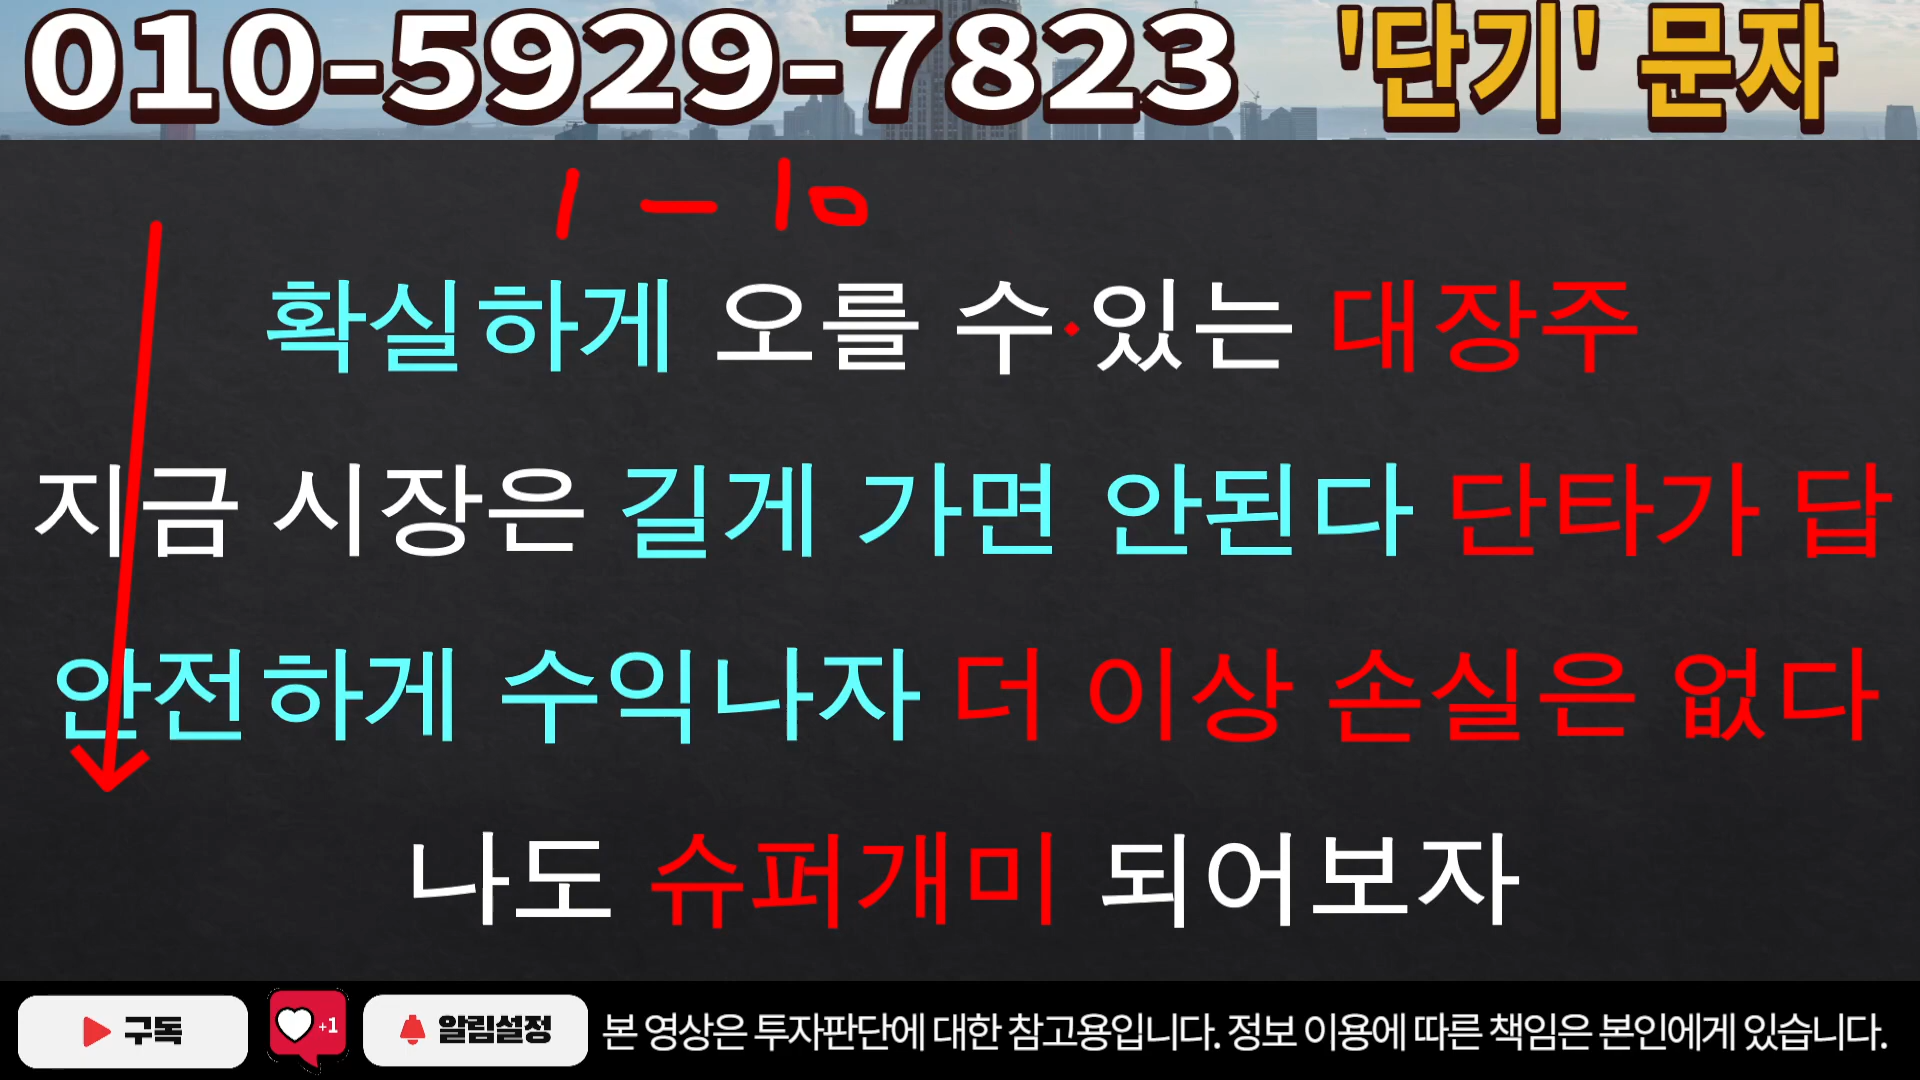 010-5929-7823 '단기' 문자
1 - 10
확실하게 오를 수 있는 대장주
지금 시장은 길게 가면 안된다 단타가 답
안전하게 수익나자 더 이상 손실은 없다
나도 슈퍼개미 되어보자
구독 +1 알림설정 본 영상은 투자판단에 대한 참고용입니다. 정보 이용에 따른 책임은 본인에게 있습니다.